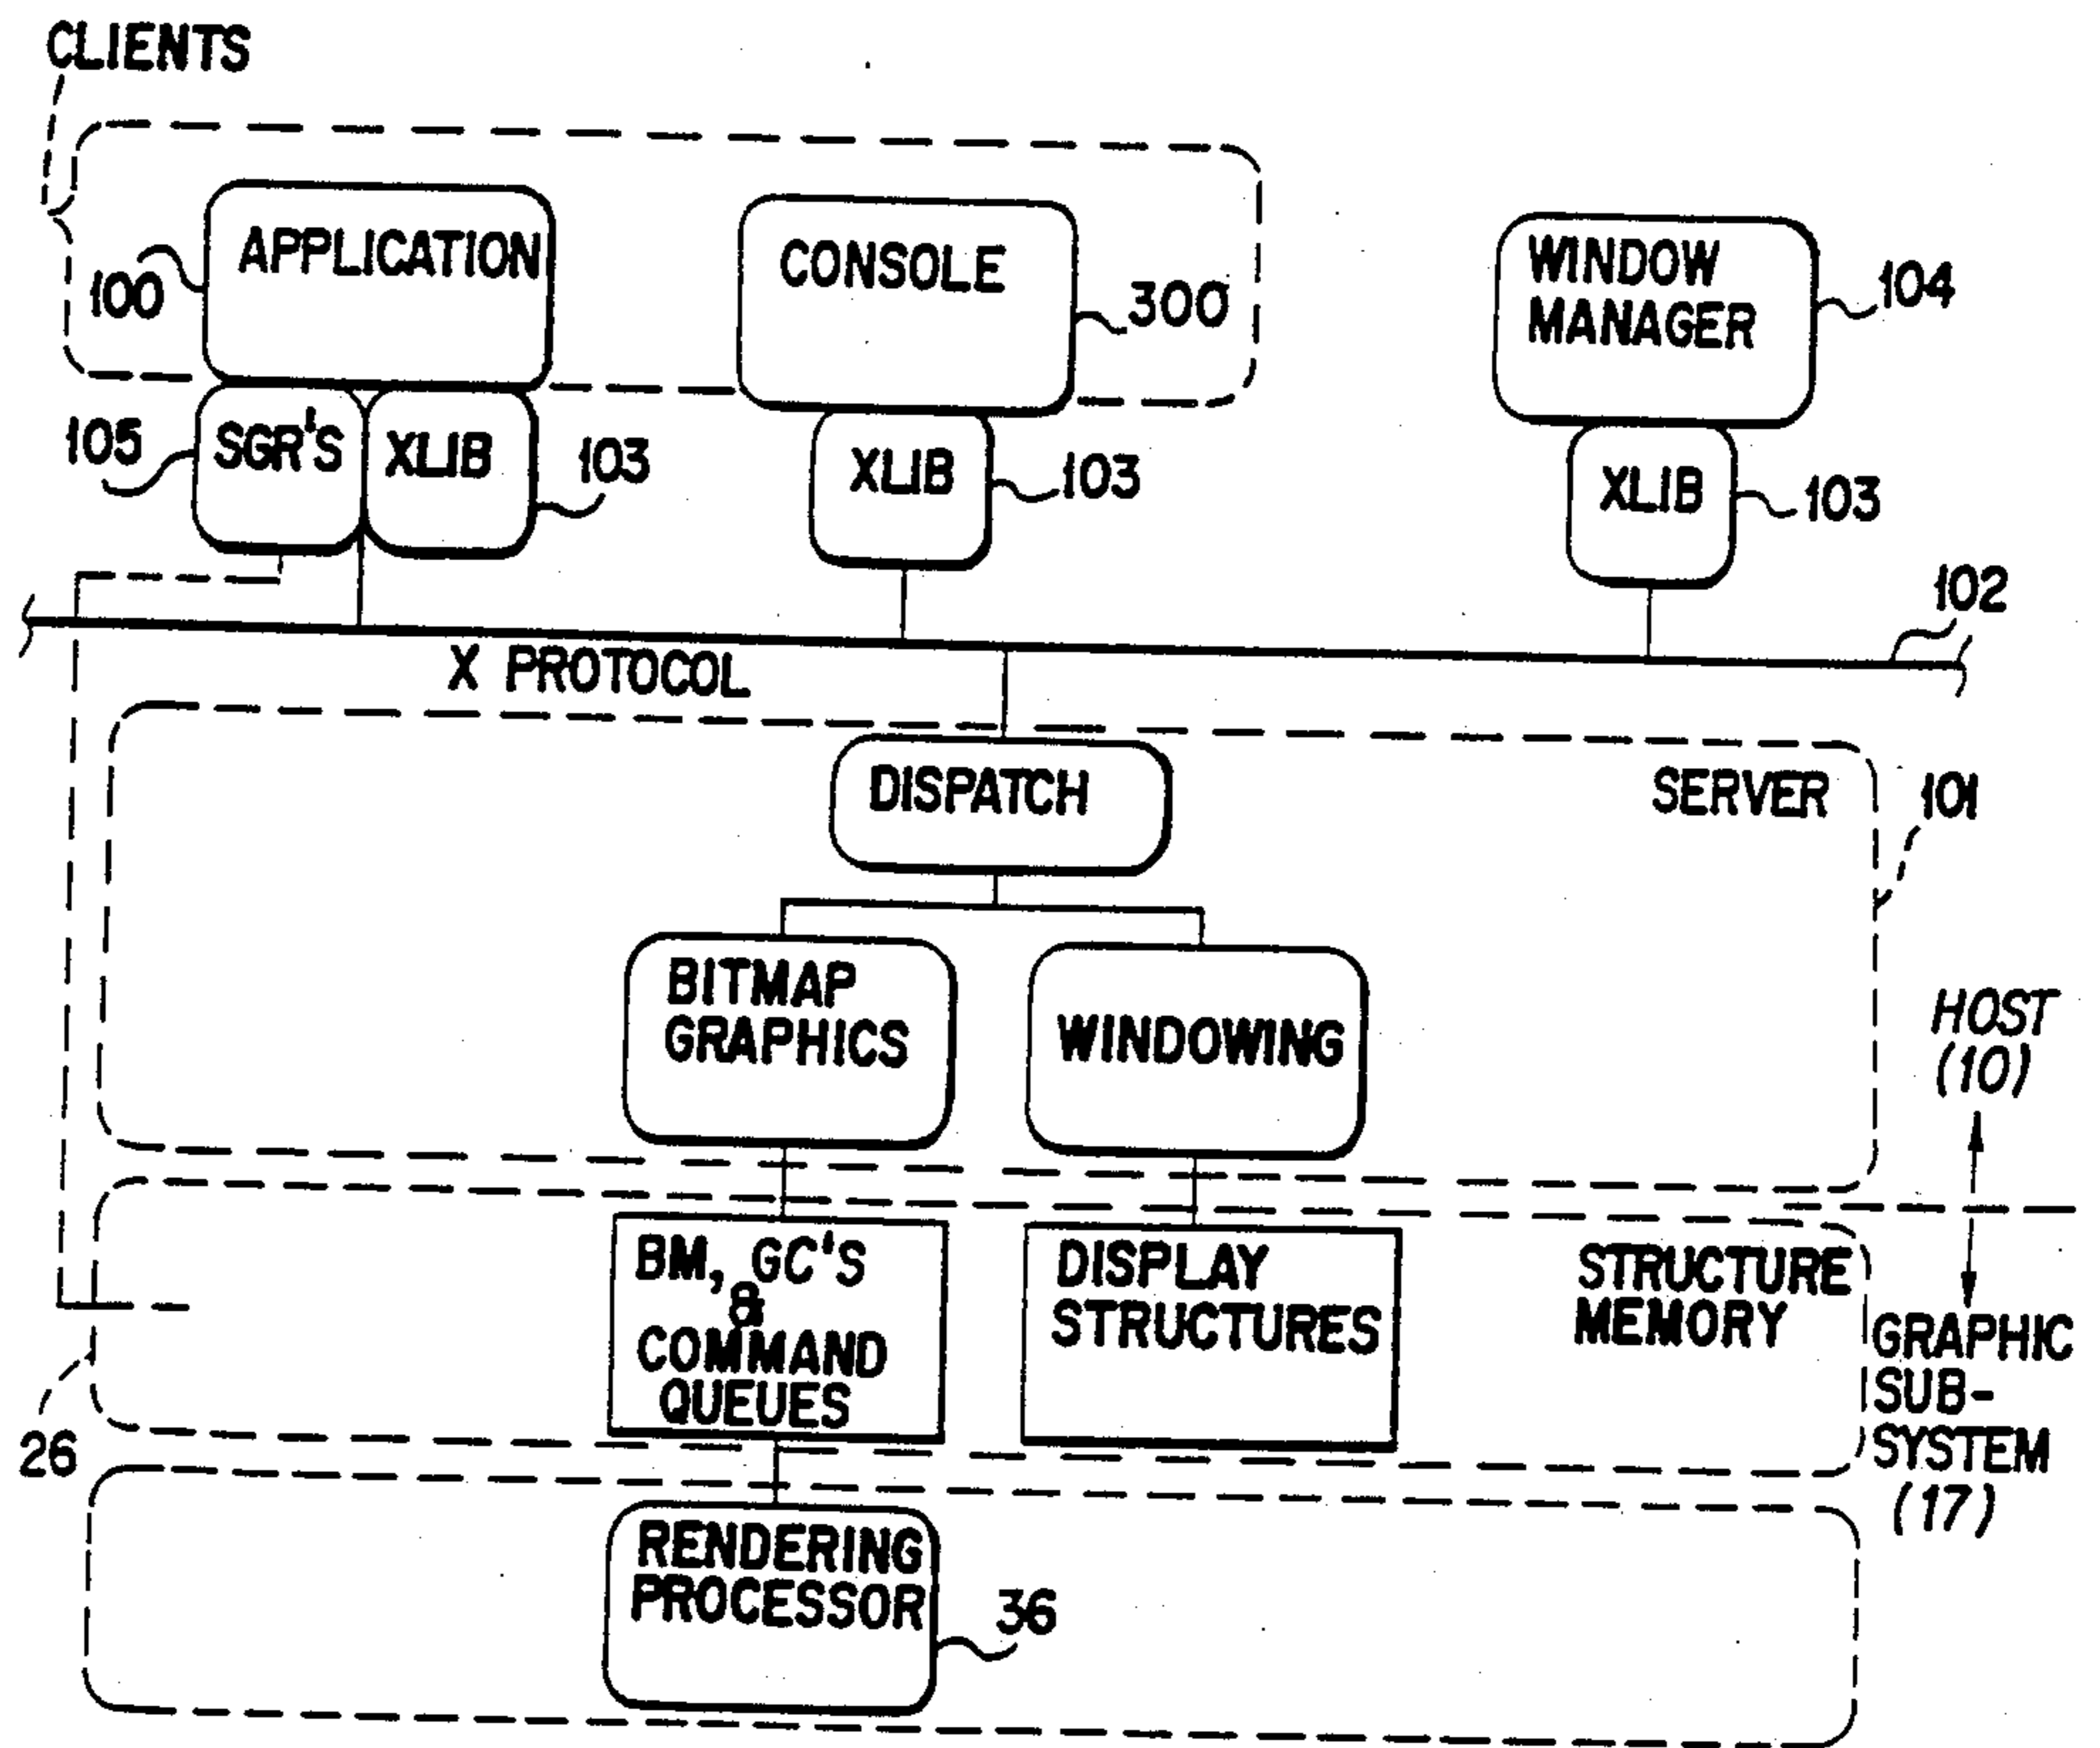 CLIENTS
APPLICATION
100
CONSOLE
300
WINDOW
MANAGER
104
105
SGR'S
XLIB
103
XLIB
103
XLIB
103
102
X PROTOCOL
DISPATCH
SERVER
101
BITMAP
GRAPHICS
WINDOWING
HOST
(10)
BM, GC'S
&
COMMAND
QUEUES
DISPLAY
STRUCTURES
STRUCTURE
MEMORY
GRAPHIC
SUB-
SYSTEM
(17)
26
RENDERING
PROCESSOR
36